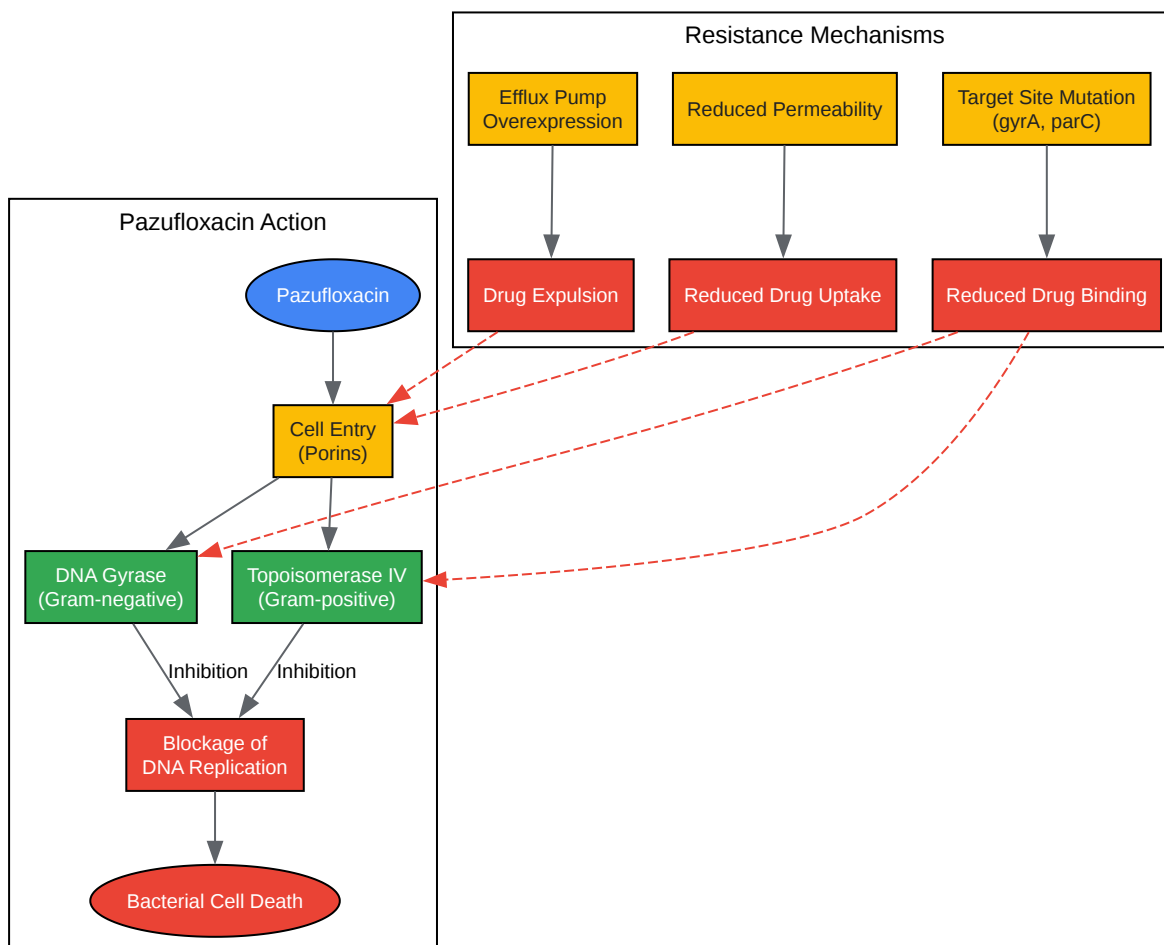 Resistance Mechanisms
Efflux Pump
Overexpression
Reduced Permeability
Target Site Mutation
(gyrA, parC)
Drug Expulsion
Reduced Drug Uptake
Reduced Drug Binding
Pazufloxacin Action
Pazufloxacin
Cell Entry
(Porins)
DNA Gyrase
(Gram-negative)
Topoisomerase IV
(Gram-positive)
Inhibition
Inhibition
Blockage of
DNA Replication
Bacterial Cell Death